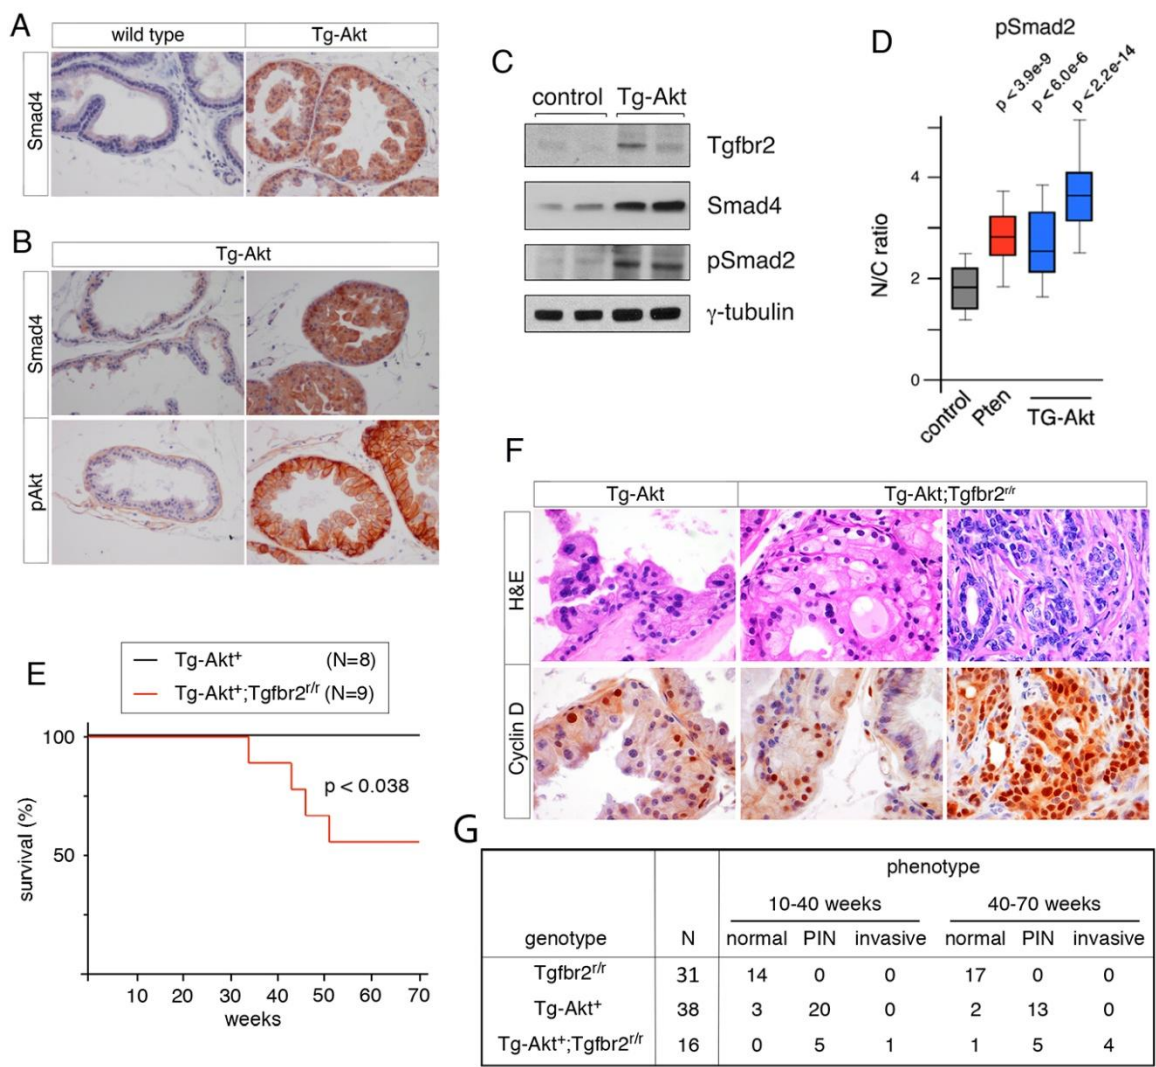 A
wild type
Tg-Akt
Smad4
B
Tg-Akt
Smad4
pAkt
C
control Tg-Akt
Tgfbr2
Smad4
pSmad2
γ-tubulin
D
pSmad2
p < 3.9e-9
p < 6.0e-6
p < 2.2e-14
N/C ratio
4
2
0
control
Pten
TG-Akt
E
Tg-Akt⁺ (N=8)
Tg-Akt⁺;Tgfbr2ʳ/ʳ (N=9)
100
50
survival (%)
p < 0.038
10 20 30 40 50 60 70
weeks
F
Tg-Akt
Tg-Akt;Tgfbr2ʳ/ʳ
H&E
Cyclin D
G
phenotype
10-40 weeks 40-70 weeks
genotype N normal PIN invasive normal PIN invasive
Tgfbr2ʳ/ʳ 31 14 0 0 17 0 0
Tg-Akt⁺ 38 3 20 0 2 13 0
Tg-Akt⁺;Tgfbr2ʳ/ʳ 16 0 5 1 1 5 4